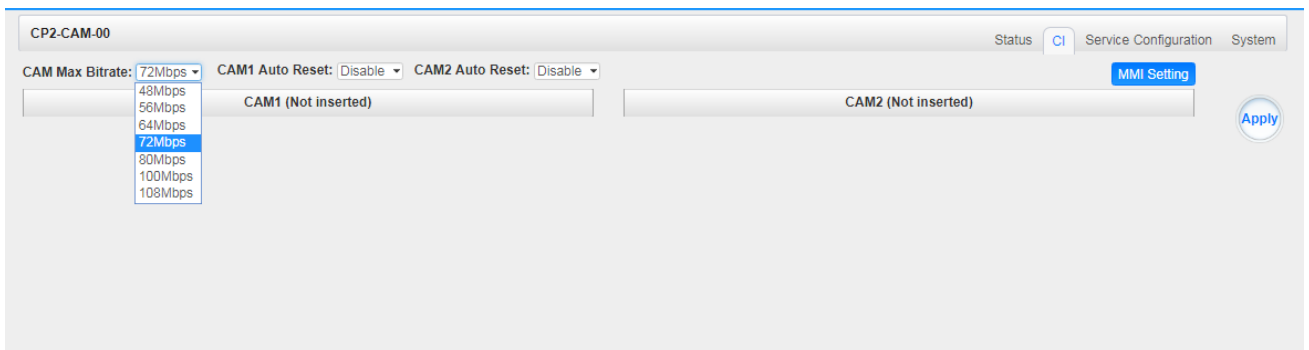 CP2-CAM-00
Status CI Service Configuration System
CAM Max Bitrate: 72Mbps CAM1 Auto Reset: Disable CAM2 Auto Reset: Disable MMI Setting
48Mbps
56Mbps
64Mbps
72Mbps
80Mbps
100Mbps
108Mbps
CAM1 (Not inserted) CAM2 (Not inserted)
Apply